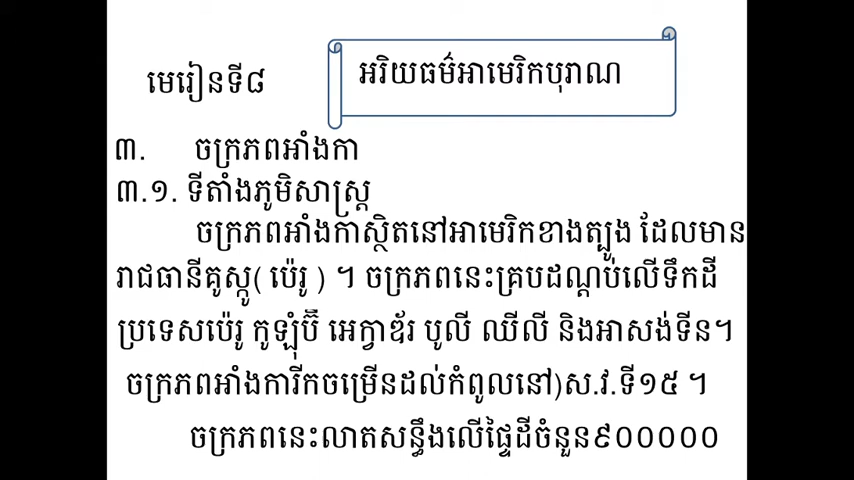 មេរៀនទី៨
អរិយធម៌អាមេរិកបុរាណ
៣. ចក្រភពអាំងកា
៣.១. ទីតាំងភូមិសាស្ត្រ
ចក្រភពអាំងកាស្ថិតនៅអាមេរិកខាងត្បូង ដែលមាន
រាជធានីគូស្កូ( ប៉េរូ ) ។ ចក្រភពនេះគ្របដណ្ដប់លើទឹកដី
ប្រទេសប៉េរូ កូឡុំប៊ី អេក្វាឌ័រ បូលី ឈីលី និងអាសង់ទីន។
ចក្រភពអាំងការីកចម្រើនដល់កំពូលនៅ)ស.វ.ទី១៥ ។
ចក្រភពនេះលាតសន្ធឹងលើផ្ទៃដីចំនួន៩០០០០០